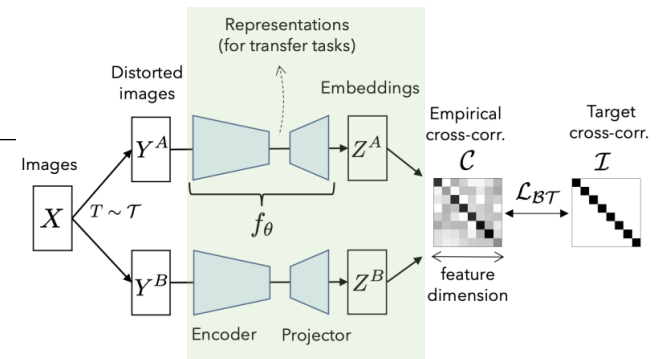 Representations
(for transfer tasks)
Distorted
images
Embeddings
Empirical
cross-corr.
Target
cross-corr.
Images
Y^A
Z^A
C
I
X
T ~ T
f_θ
L_BT
Y^B
Z^B
feature
dimension
Encoder
Projector